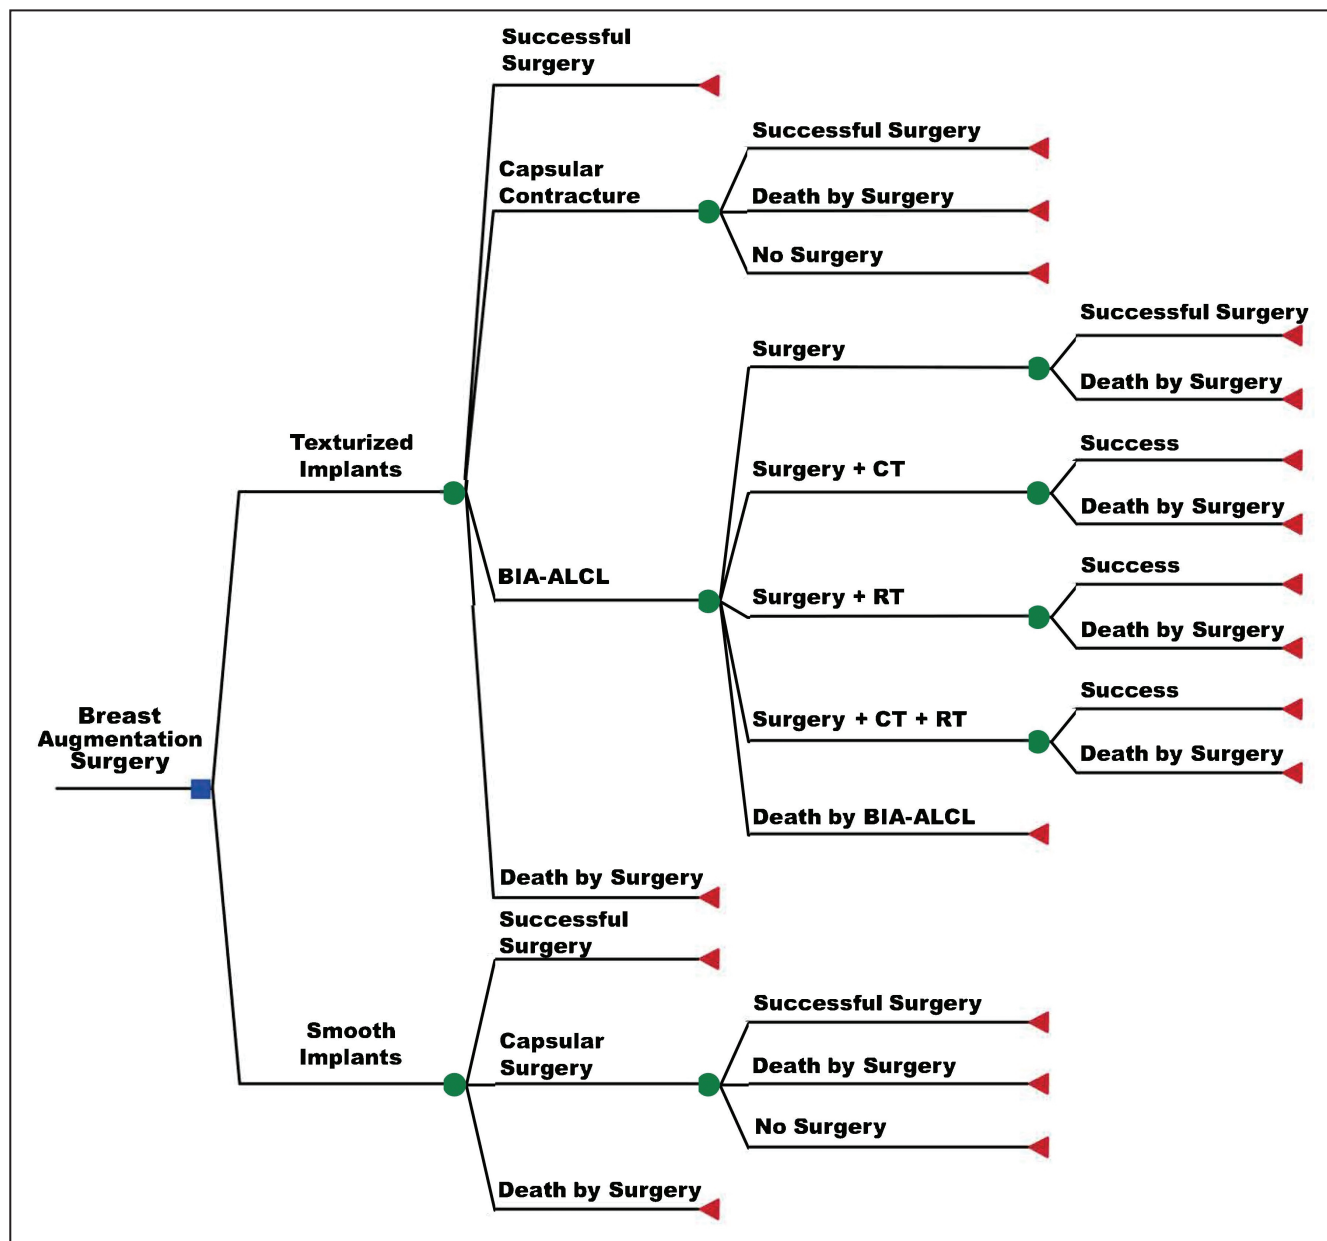 Successful
Surgery
Successful Surgery
Capsular
Contracture
Death by Surgery
No Surgery
Successful Surgery
Surgery
Death by Surgery
Texturized
Implants
Success
Surgery + CT
Death by Surgery
BIA-ALCL
Success
Surgery + RT
Death by Surgery
Success
Surgery + CT + RT
Death by Surgery
Breast
Augmentation
Surgery
Death by BIA-ALCL
Death by Surgery
Successful
Surgery
Successful Surgery
Smooth
Implants
Capsular
Surgery
Death by Surgery
No Surgery
Death by Surgery